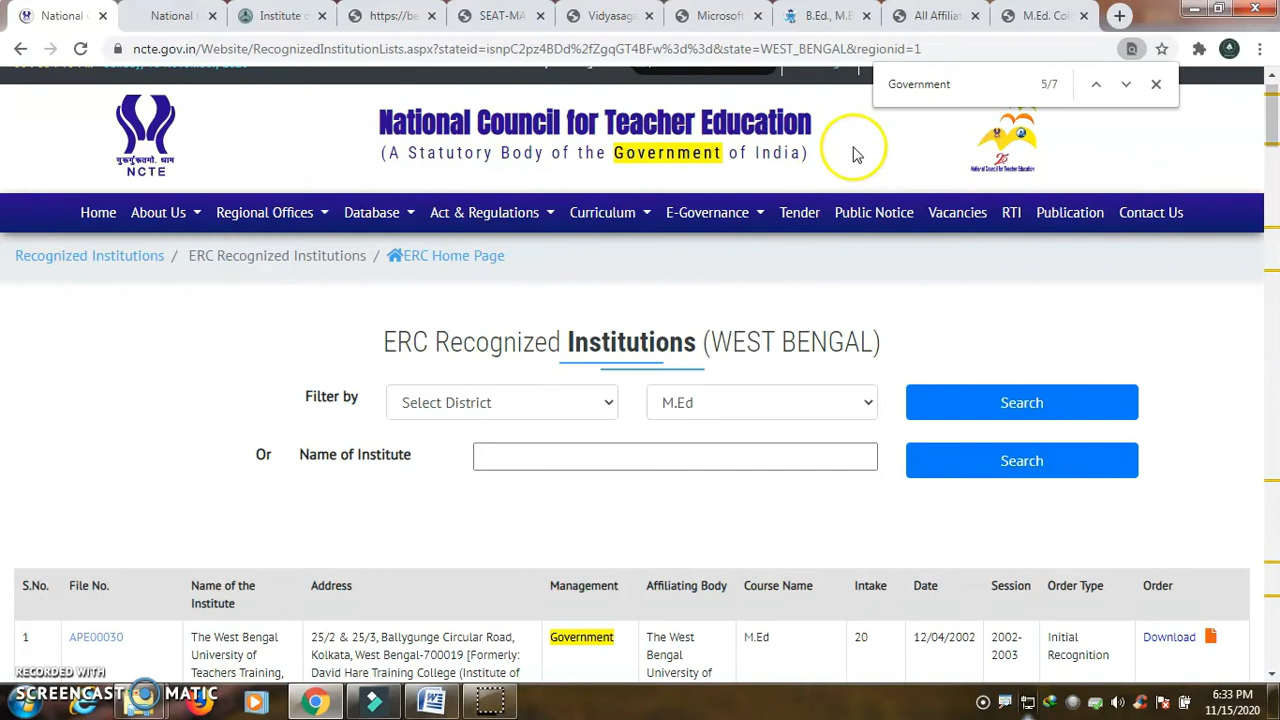 National C
National
Institute c
https://be
SEAT-MA
Vidyasag
Microsoft
B.Ed., M.E
All Affiliat
M.Ed. Col
ncte.gov.in/Website/RecognizedInstitutionLists.aspx?stateid=isnpC2pz4BDd%2fZgqGT4BFw%3d%3d&state=WEST_BENGAL&regionid=1
Government 5/7
गुरुर्गुरुतमो धाम
NCTE
National Council for Teacher Education
(A Statutory Body of the Government of India)
25
National Council for Teacher Education
Home About Us Regional Offices Database Act & Regulations Curriculum E-Governance Tender Public Notice Vacancies RTI Publication Contact Us
Recognized Institutions / ERC Recognized Institutions / ERC Home Page
ERC Recognized Institutions (WEST BENGAL)
Filter by Select District M.Ed Search
Or Name of Institute Search
S.No. File No. Name of the Institute Address Management Affiliating Body Course Name Intake Date Session Order Type Order
1 APE00030 The West Bengal 25/2 & 25/3, Ballygunge Circular Road, Government The West M.Ed 20 12/04/2002 2002- Initial Download
University of Kolkata, West Bengal-700019 [Formerly: Bengal 2003 Recognition
Teachers Training, David Hare Training College (Institute of University of
RECORDED WITH
SCREENCAST MATIC
W
6:33 PM
11/15/2020